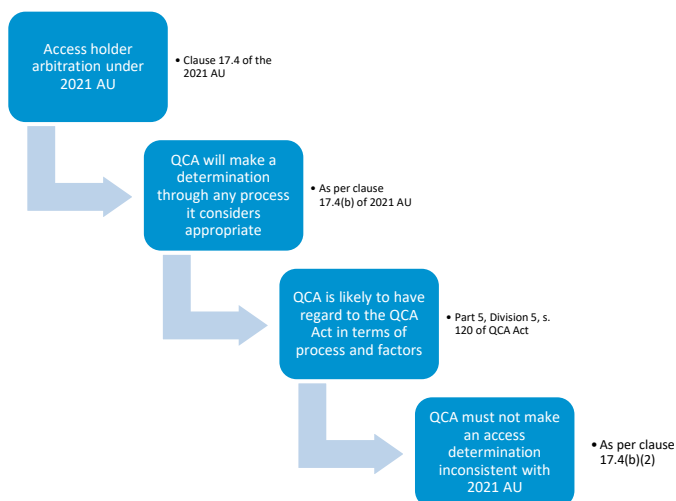 Access holder
arbitration under
2021 AU
• Clause 17.4 of the
2021 AU
QCA will make a
determination
through any process
it considers
appropriate
• As per clause
17.4(b) of 2021 AU
QCA is likely to have
regard to the QCA
Act in terms of
process and factors
• Part 5, Division 5, s.
120 of QCA Act
QCA must not make
an access
determination
inconsistent with
2021 AU
• As per clause
17.4(b)(2)